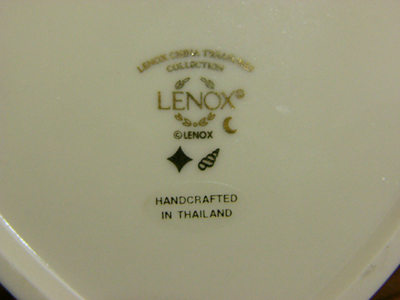 LENOX CHINA TREASURES
COLLECTION
LENOX®
© LENOX
HANDCRAFTED
IN THAILAND